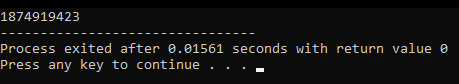 1874919423
--------------------------------
Process exited after 0.01561 seconds with return value 0
Press any key to continue . . .